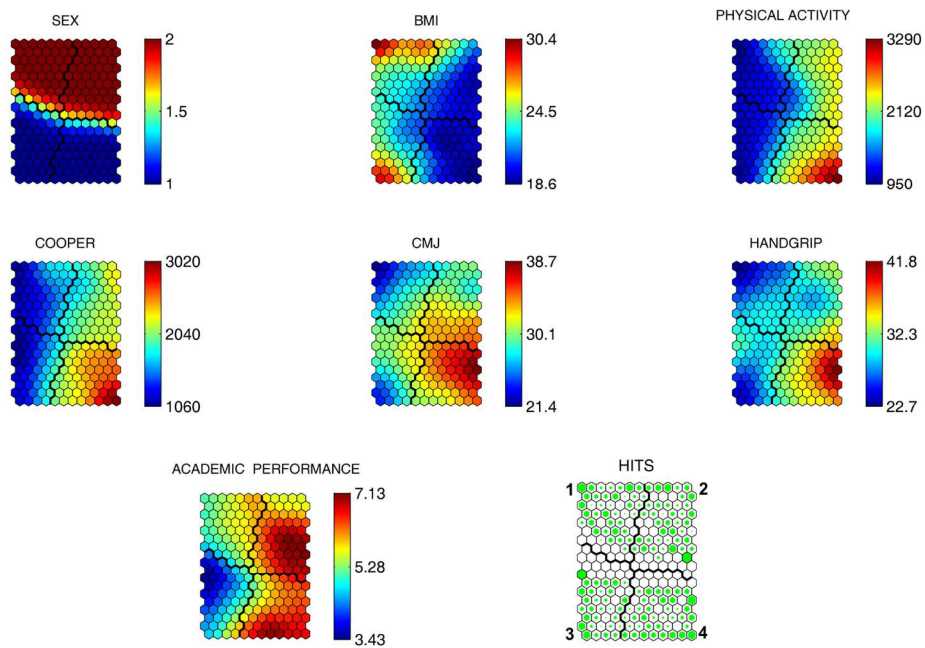 SEX
2
1.5
1
BMI
30.4
24.5
18.6
PHYSICAL ACTIVITY
3290
2120
950
COOPER
3020
2040
1060
CMJ
38.7
30.1
21.4
HANDGRIP
41.8
32.3
22.7
ACADEMIC PERFORMANCE
7.13
5.28
3.43
HITS
1 2
3 4